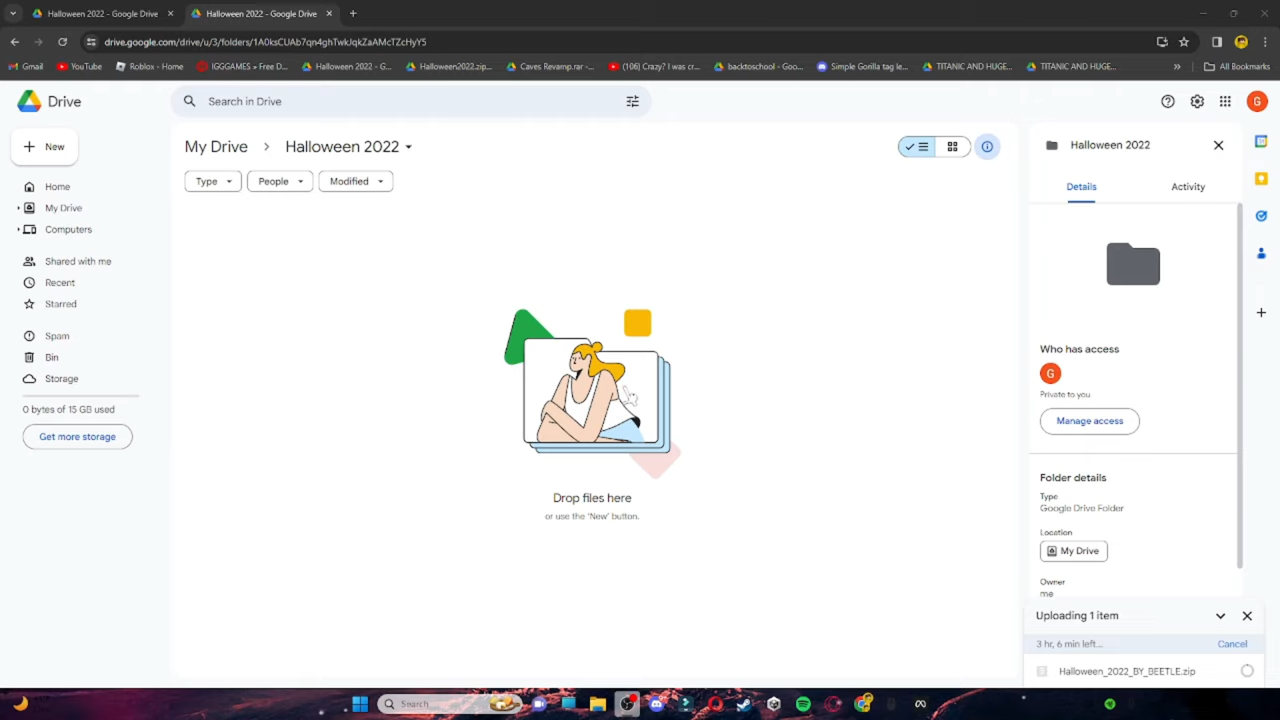 Halloween 2022 - Google Drive
Halloween 2022 - Google Drive
drive.google.com/drive/u/3/folders/1A0ksCUAb7qn4ghTwkJqkZaAMcTZcHyY5
Gmail
YouTube
Roblox - Home
IGGGAMES » Free D...
Halloween 2022 - G...
Halloween2022.zip...
Caves Revamp.rar -...
(106) Crazy? I was cr...
backtoschool - Goo...
Simple Gorilla tag le...
TITANIC AND HUGE...
TITANIC AND HUGE...
»
All Bookmarks
Drive
Search in Drive
G
New
My Drive > Halloween 2022
Type
People
Modified
Home
My Drive
Computers
Shared with me
Recent
Starred
Spam
Bin
Storage
0 bytes of 15 GB used
Get more storage
Drop files here
or use the 'New' button.
Halloween 2022
Details
Activity
Who has access
G
Private to you
Manage access
Folder details
Type
Google Drive Folder
Location
My Drive
Owner
me
Uploading 1 item
3 hr, 6 min left...
Cancel
Halloween_2022_BY_BEETLE.zip
Search